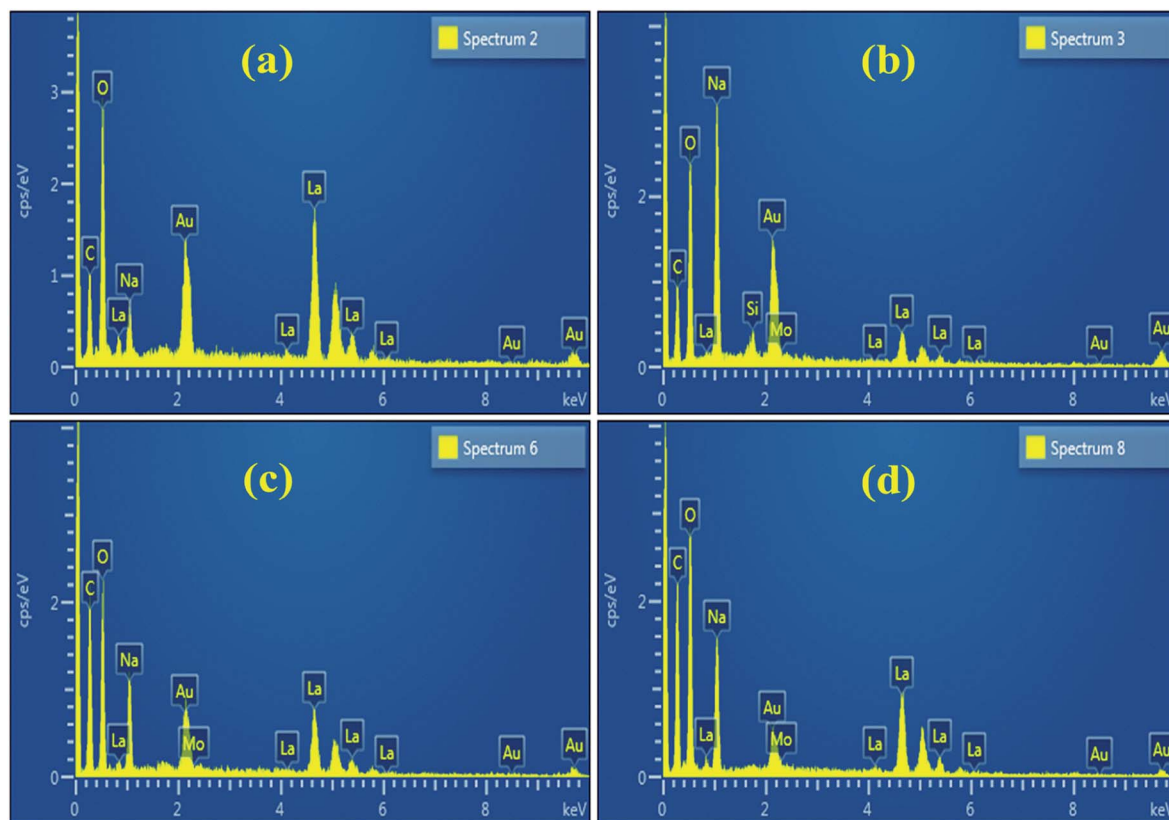 (a)
Spectrum 2
cps/eV
3
2
1
0
O
C
La
Na
Au
La
La
La
La
Au
Au
0 2 4 6 8 keV
(b)
Spectrum 3
cps/eV
2
0
Na
O
C
La
Si
Au
Mo
La
La
La
La
Au
Au
0 2 4 6 8 keV
(c)
Spectrum 6
cps/eV
2
0
O
C
La
Na
Au
Mo
La
La
La
La
Au
Au
0 2 4 6 8 keV
(d)
Spectrum 8
cps/eV
2
0
O
C
La
Na
Au
Mo
La
La
La
La
Au
Au
0 2 4 6 8 keV